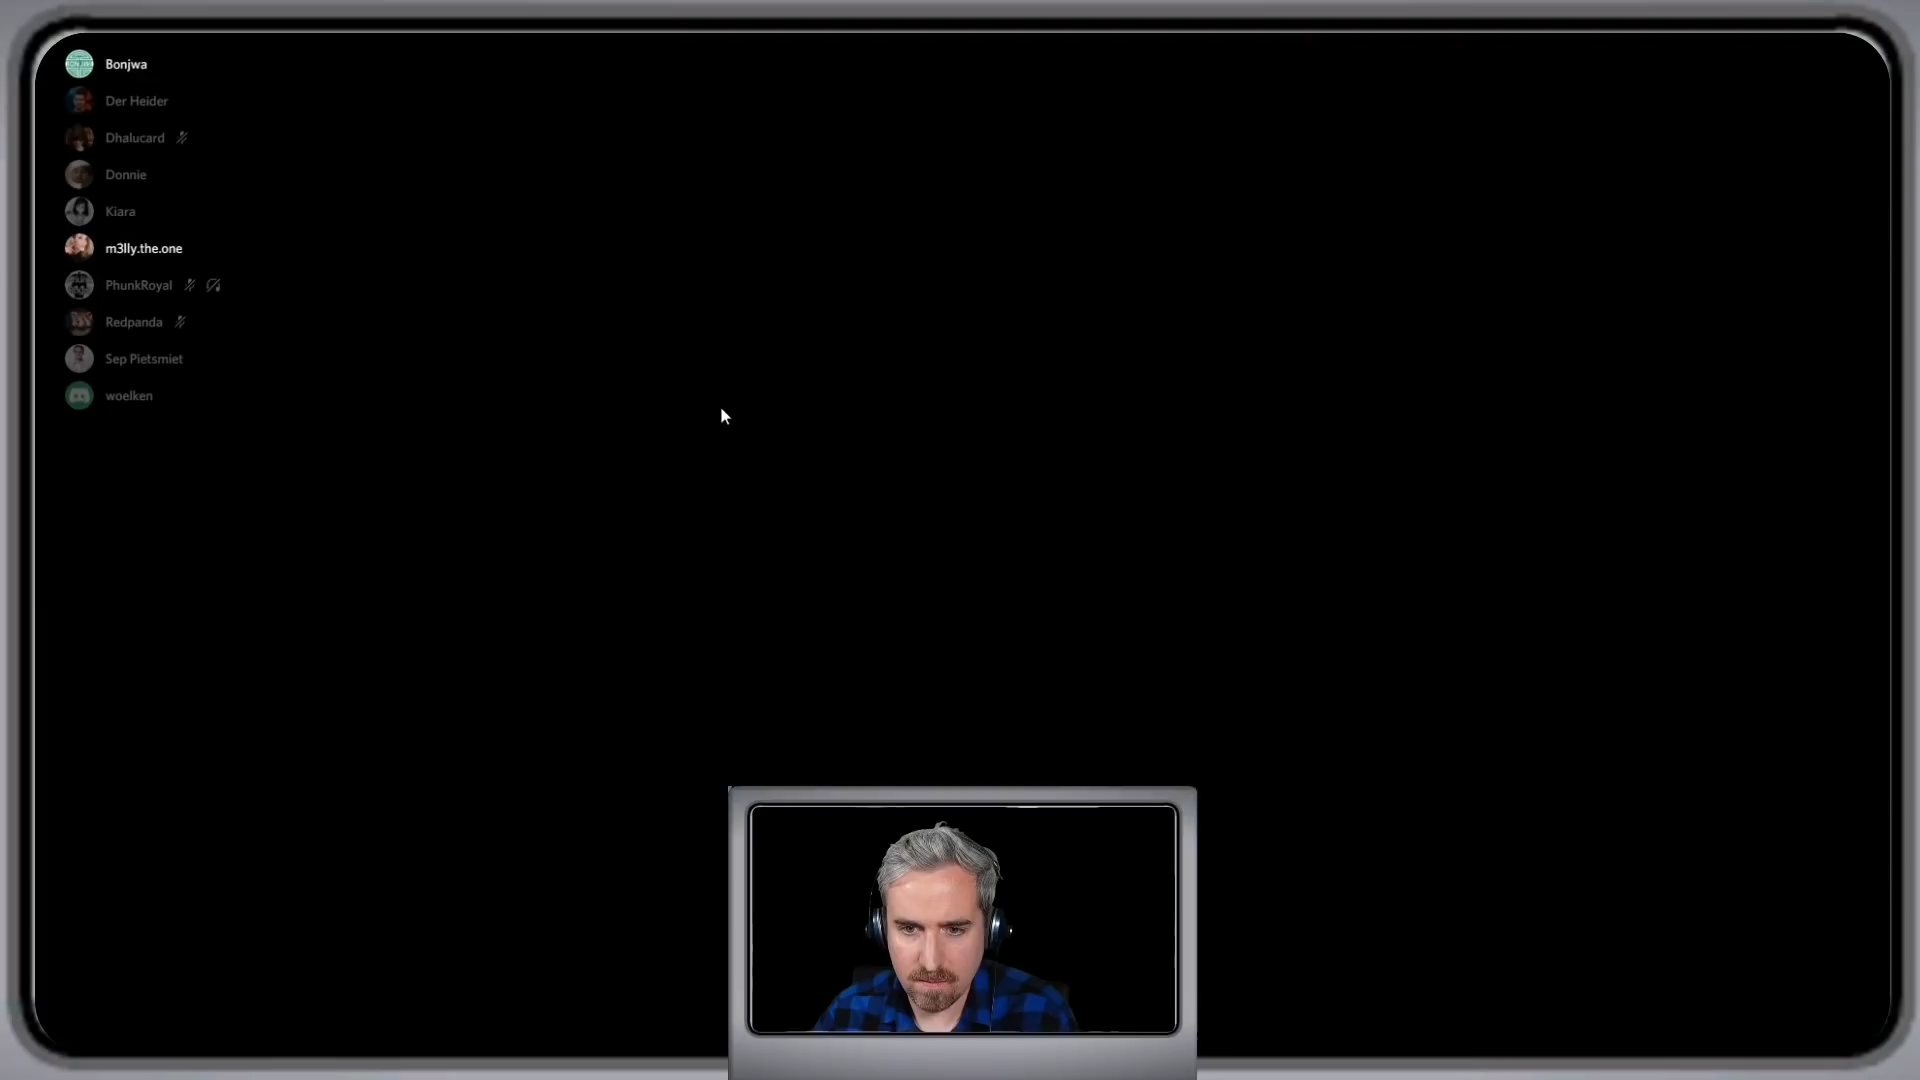 Bonjwa
Der Heider
Dhalucard
Donnie
Kiara
m3lly.the.one
PhunkRoyal
Redpanda
Sep Pietsmiet
woelken